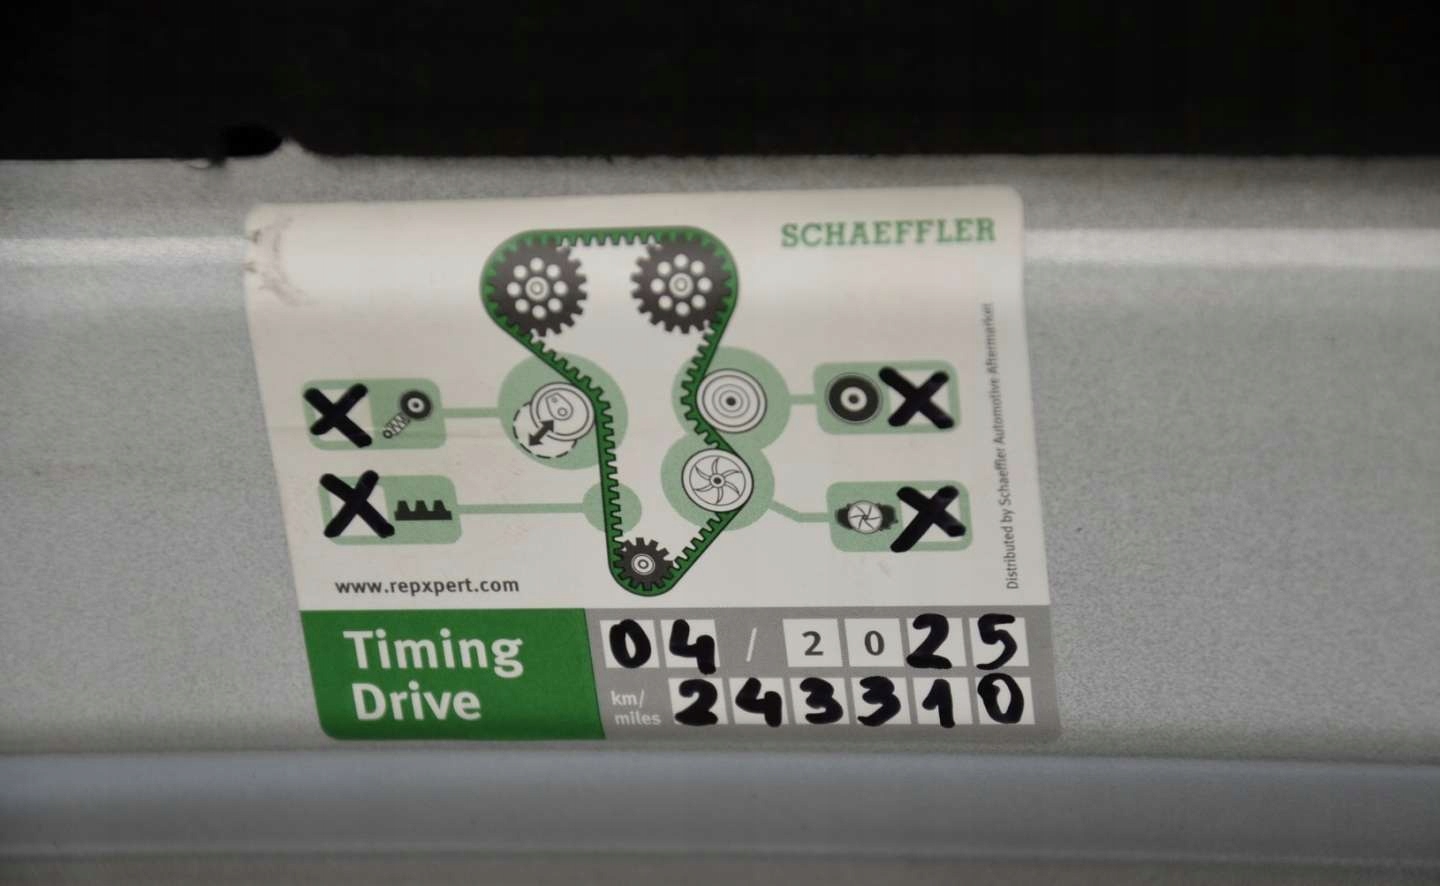 SCHAEFFLER
Distributed by Schaeffler Automotive Aftermarket
www.repxpert.com
Timing
Drive
04 / 2025
km/
miles
243310